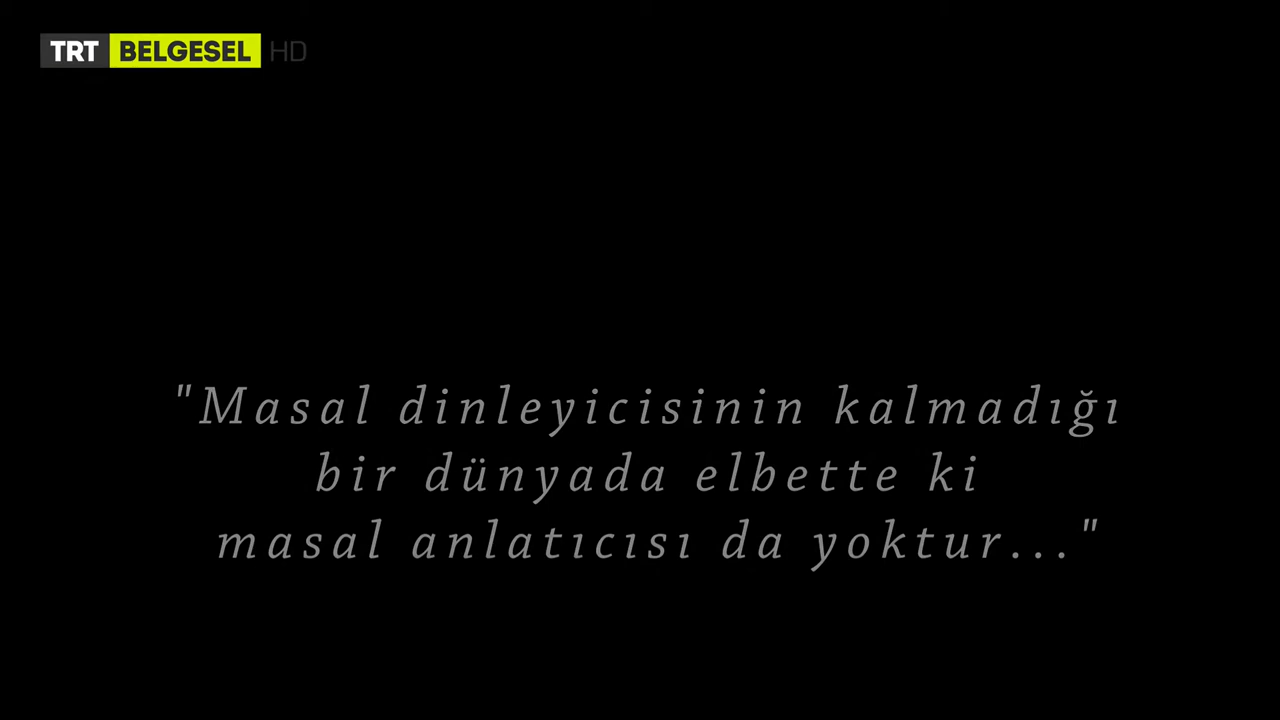 TRT BELGESEL HD
"Masal dinleyicisinin kalmadığı
bir dünyada elbette ki
masal anlatıcısı da yoktur..."